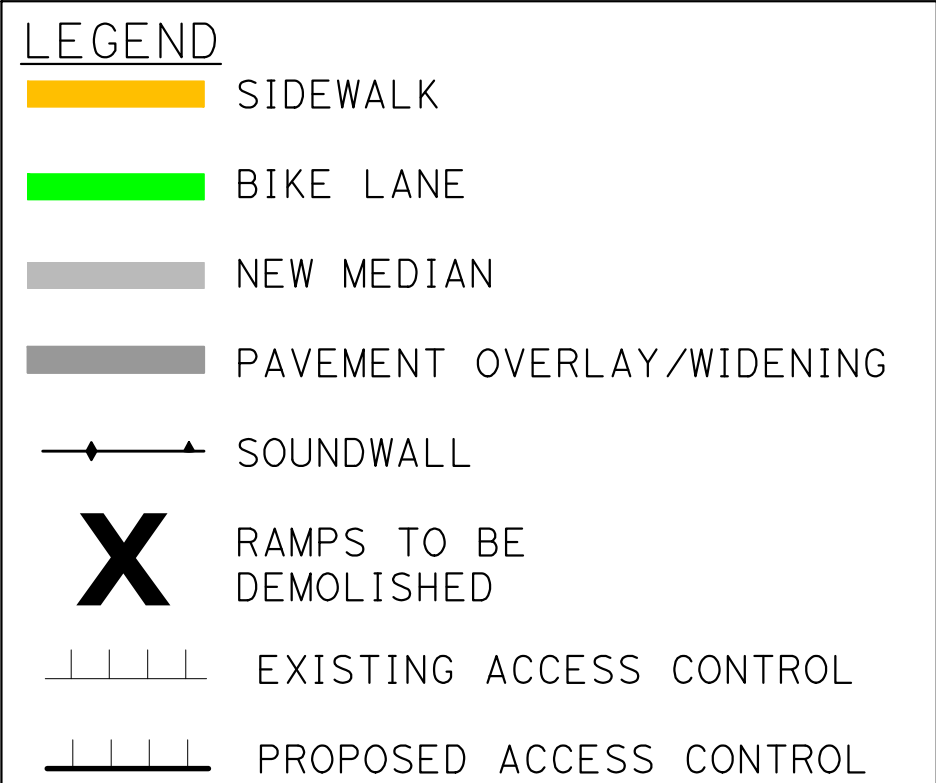 LEGEND
SIDEWALK
BIKE LANE
NEW MEDIAN
PAVEMENT OVERLAY/WIDENING
SOUNDWALL
RAMPS TO BE
DEMOLISHED
EXISTING ACCESS CONTROL
PROPOSED ACCESS CONTROL